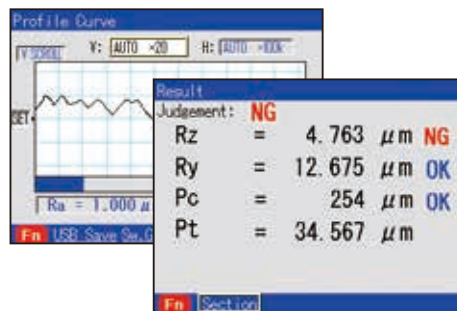 Profile Curve
V SCROLL V: AUTO ×20 H: AUTO ×100k
SET
Ra = 1.000 μ
Fn USB Save Sw.G
Result
Judgement: NG
Rz = 4.763 μm NG
Ry = 12.675 μm OK
Pc = 254 μm OK
Pt = 34.567 μm
Fn Section